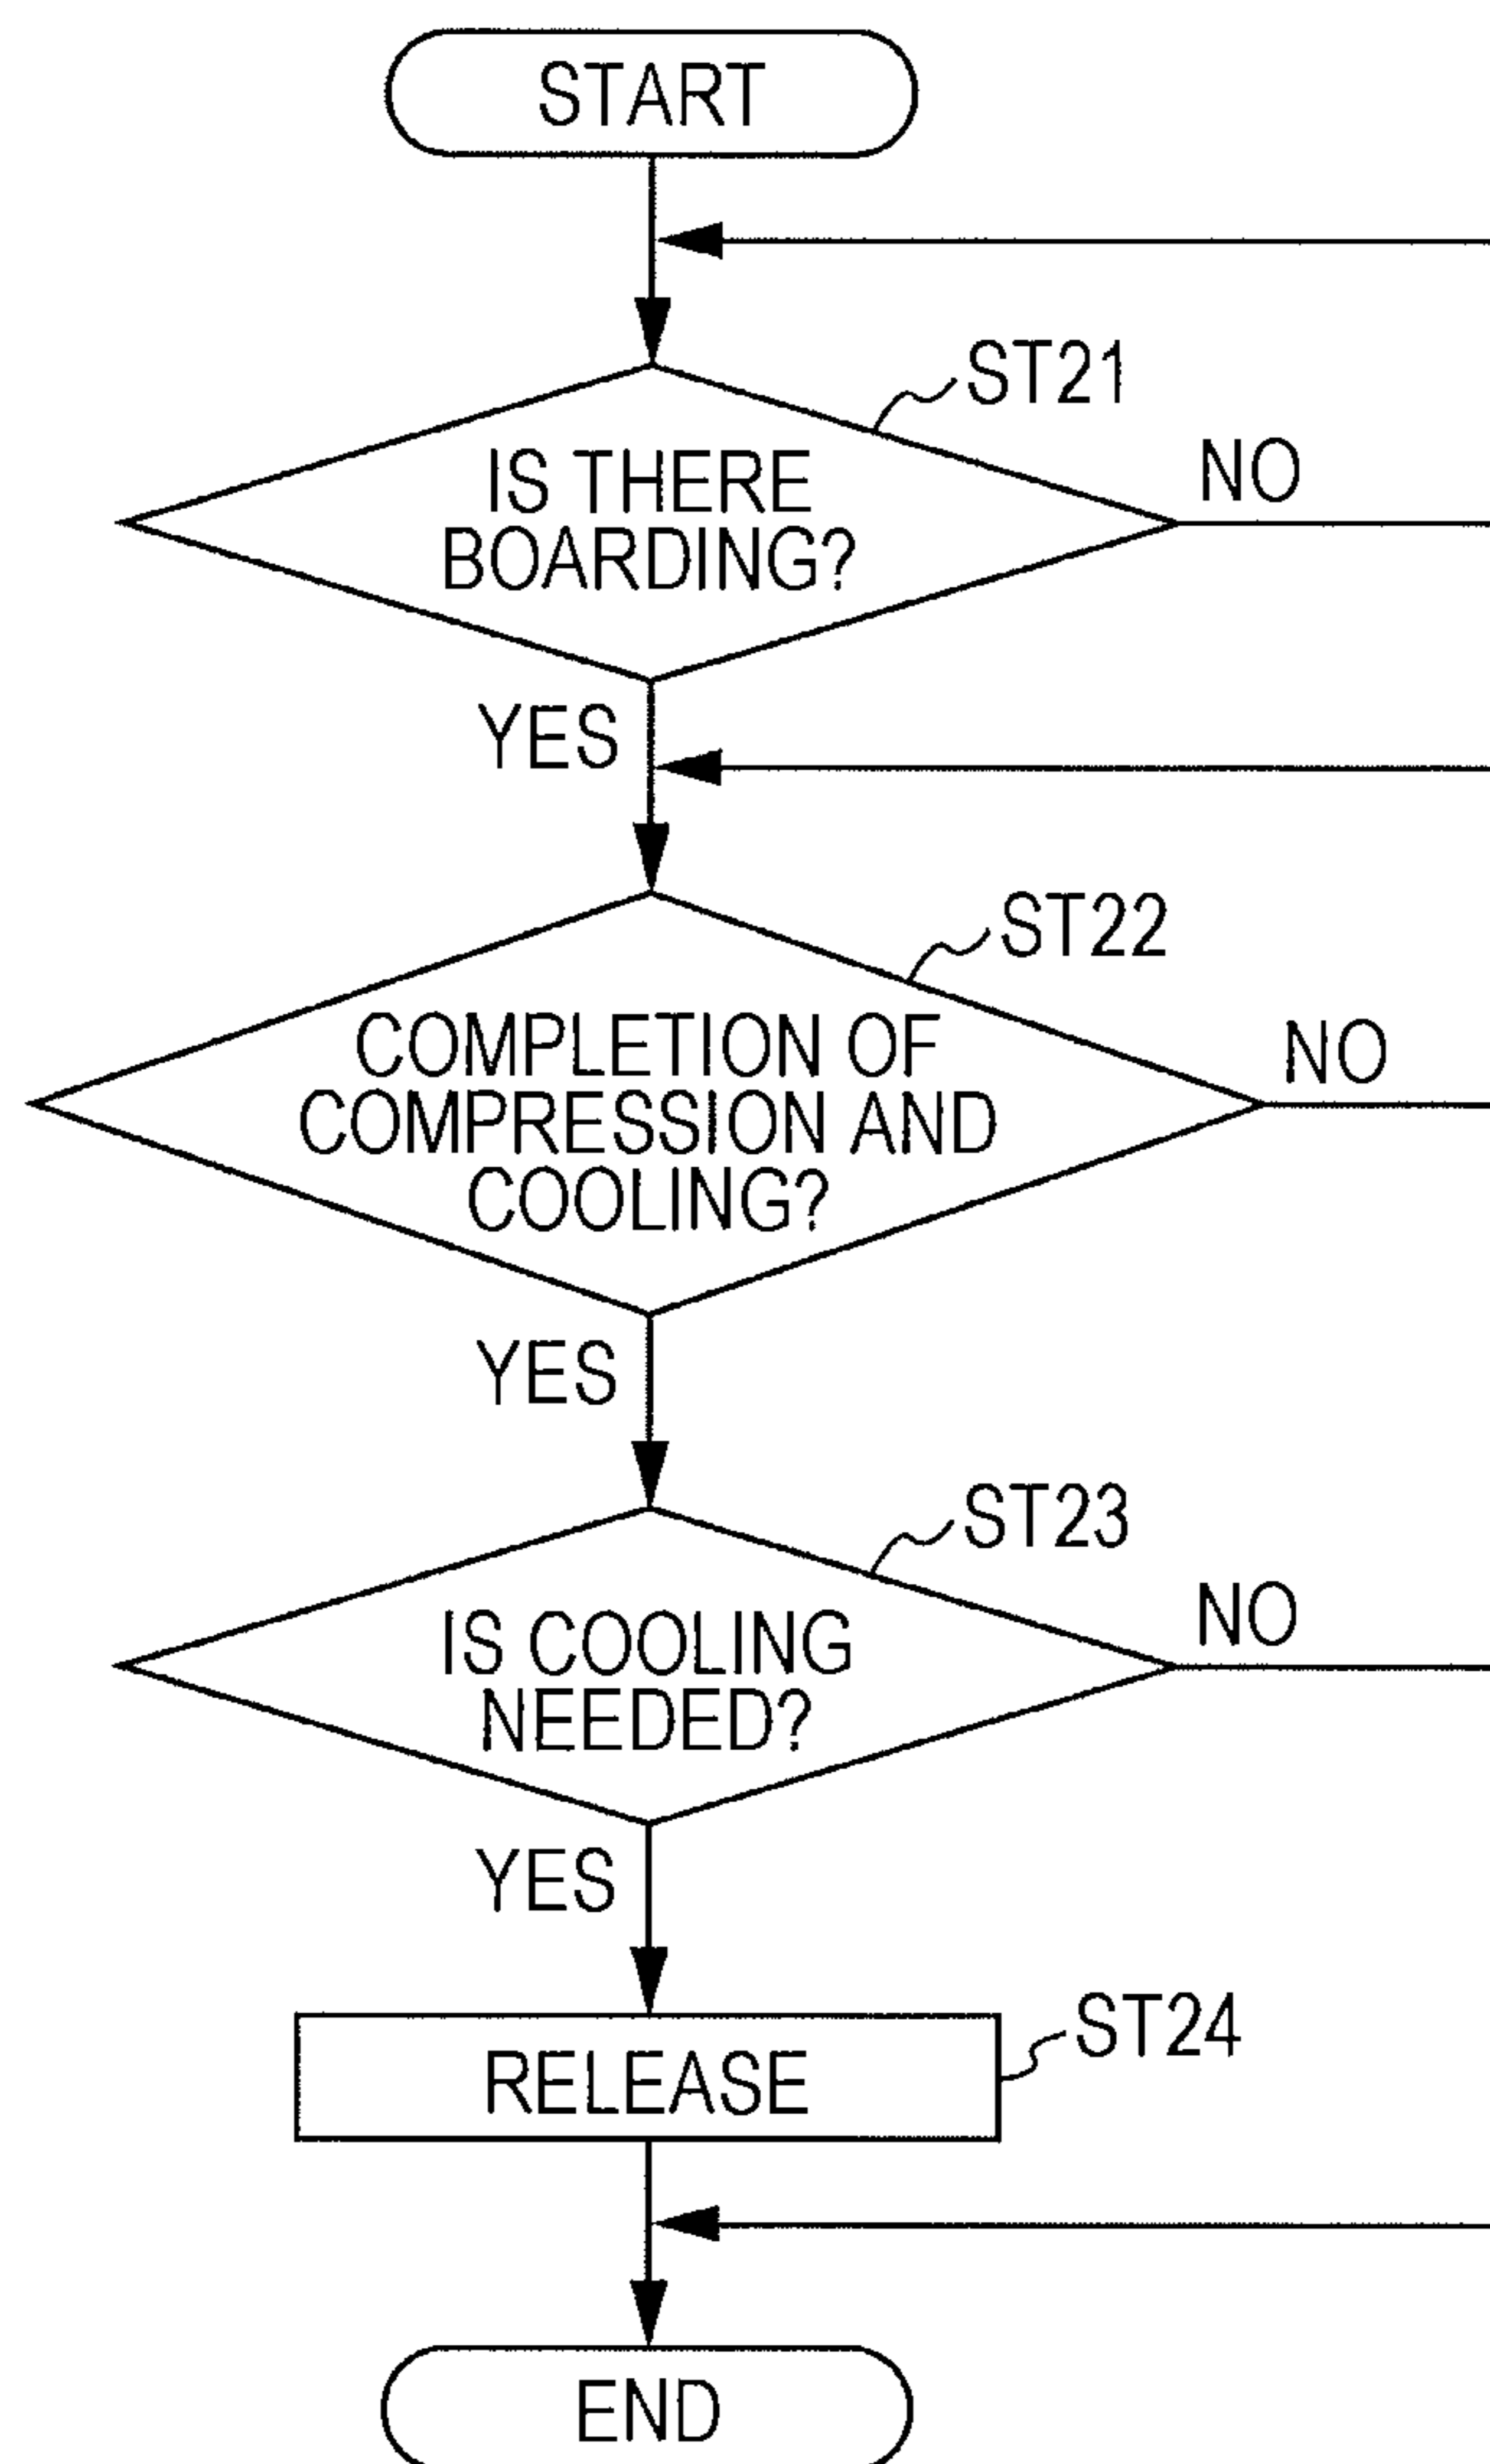 START
ST21
IS THERE
BOARDING?
NO
YES
ST22
COMPLETION OF
COMPRESSION AND
COOLING?
NO
YES
ST23
IS COOLING
NEEDED?
NO
YES
ST24
RELEASE
END